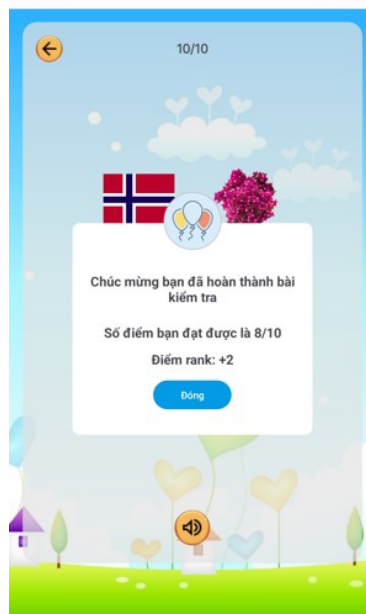 10/10
Chúc mừng bạn đã hoàn thành bài
kiểm tra
Số điểm bạn đạt được là 8/10
Điểm rank: +2
Đóng